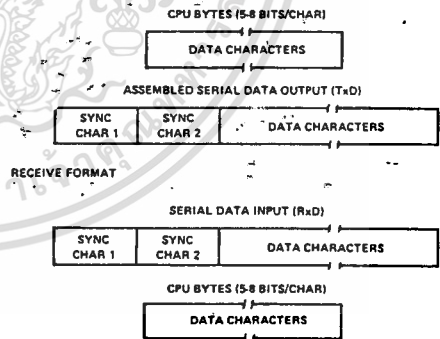 CPU BYTES (5-8 BITS/CHAR)
DATA CHARACTERS
ASSEMBLED SERIAL DATA OUTPUT (TxD)
SYNC CHAR 1
SYNC CHAR 2
DATA CHARACTERS
RECEIVE FORMAT
SERIAL DATA INPUT (RxD)
SYNC CHAR 1
SYNC CHAR 2
DATA CHARACTERS
CPU BYTES (5-8 BITS/CHAR)
DATA CHARACTERS